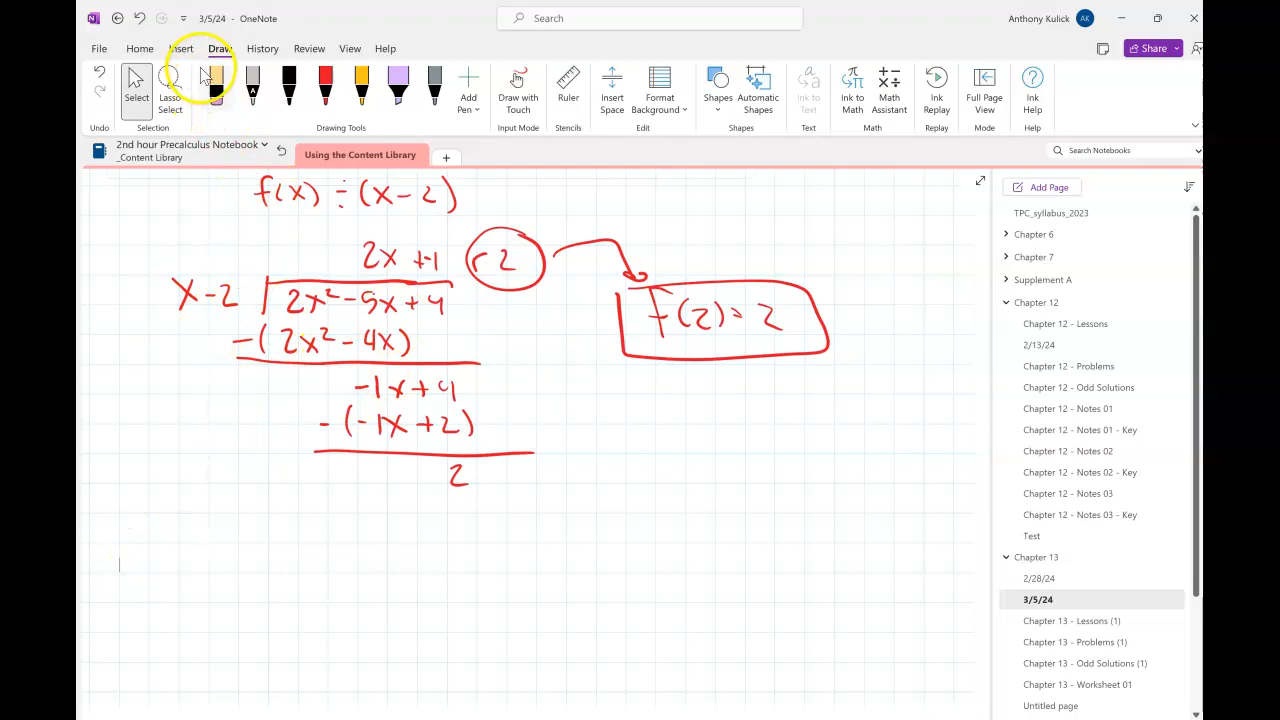 3/5/24 - OneNote
Search
Anthony Kulick
AK
File Home Insert Draw History Review View Help
Share
Undo
Select
Lasso Select
Selection
A
Add Pen
Drawing Tools
Draw with Touch
Input Mode
Ruler
Stencils
Insert Space
Format Background
Edit
Shapes
Automatic Shapes
Shapes
Ink to Text
Text
Ink to Math
Math Assistant
Math
Ink Replay
Replay
Full Page View
Mode
Ink Help
Help
2nd hour Precalculus Notebook
_Content Library
Using the Content Library
+
Search Notebooks
f(x) ÷ (x - 2)
2x + -1 r 2
x - 2 2x² - 5x + 4
-( 2x² - 4x)
-1x + 4
- (-1x + 2)
2
f(2) = 2
Add Page
TPC_syllabus_2023
Chapter 6
Chapter 7
Supplement A
Chapter 12
Chapter 12 - Lessons
2/13/24
Chapter 12 - Problems
Chapter 12 - Odd Solutions
Chapter 12 - Notes 01
Chapter 12 - Notes 01 - Key
Chapter 12 - Notes 02
Chapter 12 - Notes 02 - Key
Chapter 12 - Notes 03
Chapter 12 - Notes 03 - Key
Test
Chapter 13
2/28/24
3/5/24
Chapter 13 - Lessons (1)
Chapter 13 - Problems (1)
Chapter 13 - Odd Solutions (1)
Chapter 13 - Worksheet 01
Untitled page